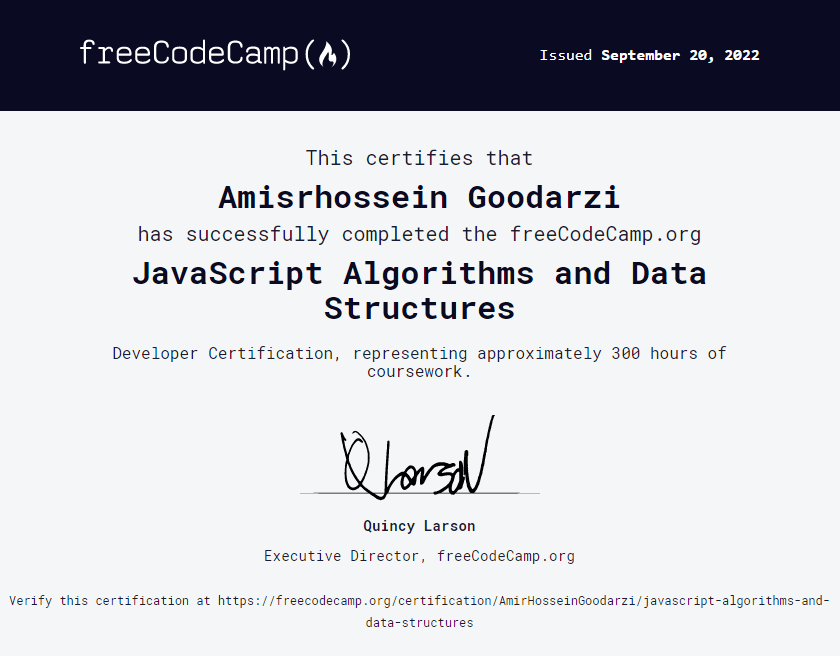 freeCodeCamp(🔥)
Issued September 20, 2022
This certifies that
Amisrhossein Goodarzi
has successfully completed the freeCodeCamp.org
JavaScript Algorithms and Data
Structures
Developer Certification, representing approximately 300 hours of
coursework.
Q Larson
Quincy Larson
Executive Director, freeCodeCamp.org
Verify this certification at https://freecodecamp.org/certification/AmirHosseinGoodarzi/javascript-algorithms-and-
data-structures